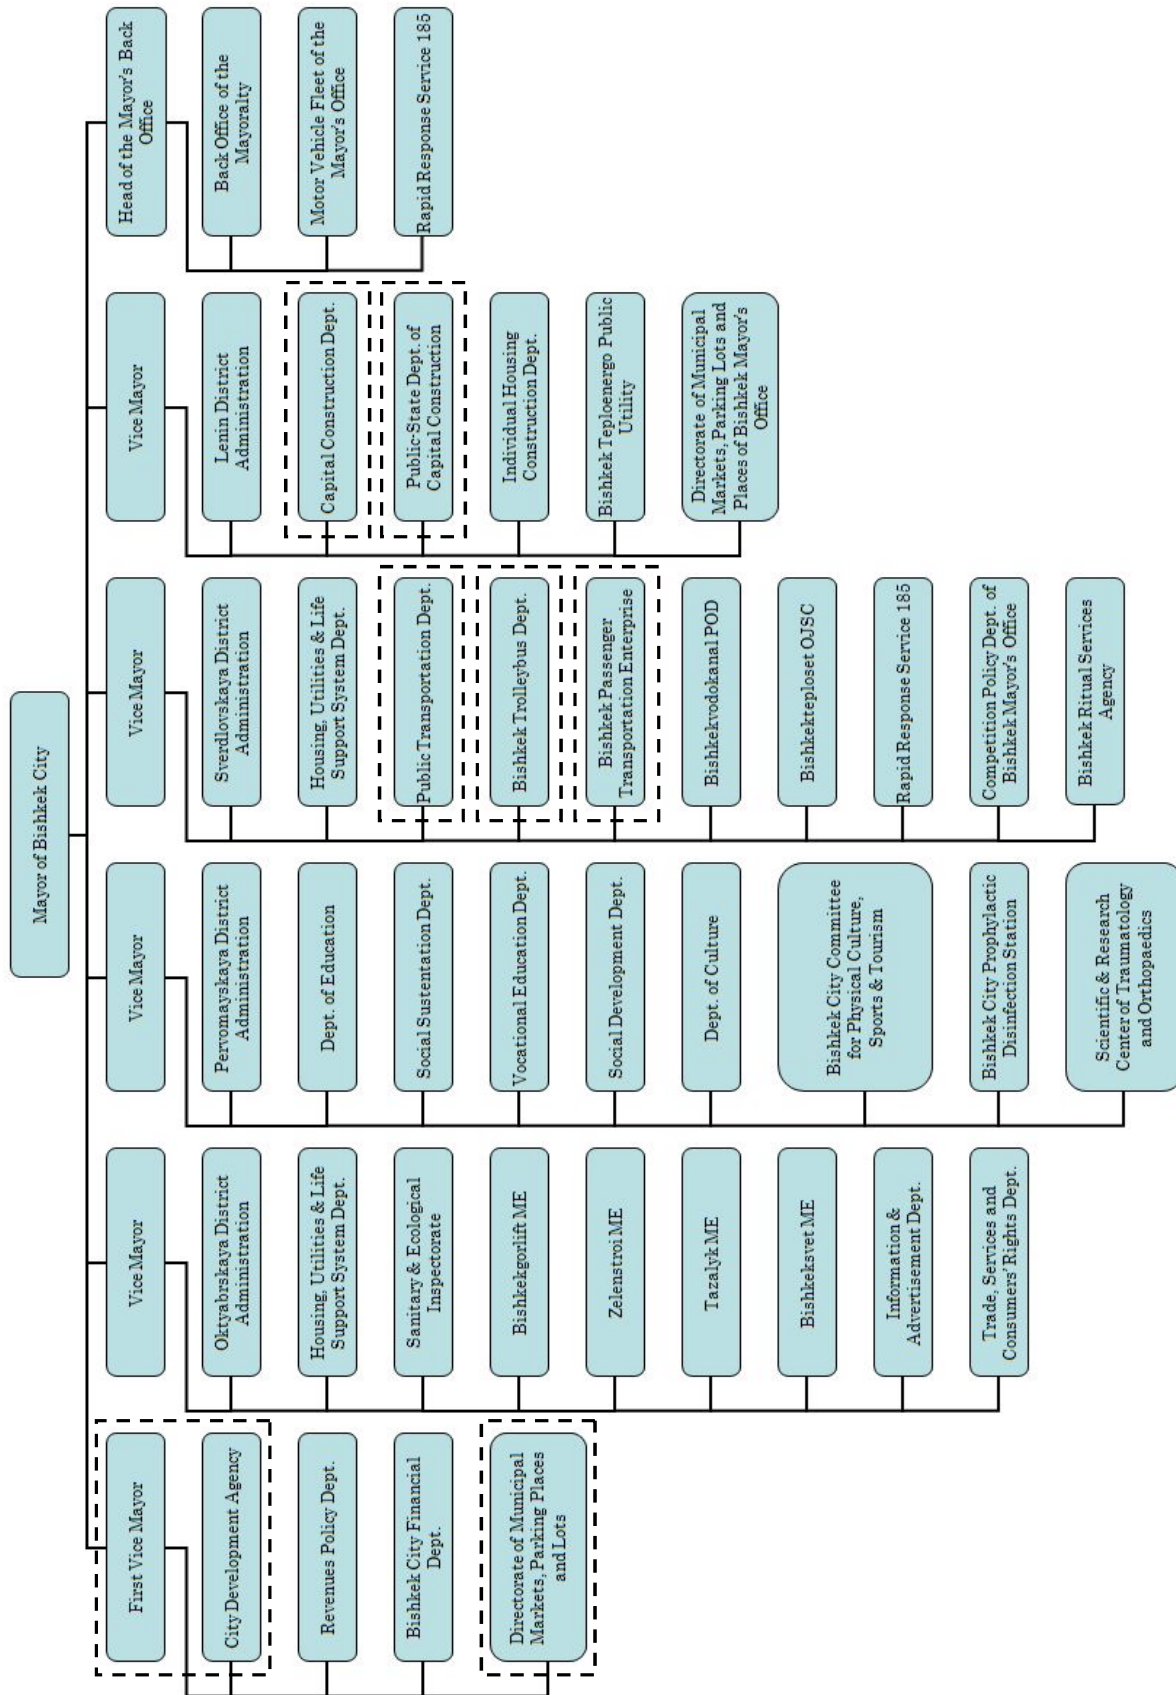 Mayor of Bishkek City
First Vice Mayor
City Development Agency
Revenues Policy Dept.
Bishkek City Financial
Dept.
Directorate of Municipal
Markets, Parking Places
and Lots
Vice Mayor
Oktyabrskaya District
Administration
Housing, Utilities & Life
Support System Dept.
Sanitary & Ecological
Inspectorate
Bishkekgorlift ME
Zelenstroi ME
Tazalyk ME
Bishkeksvet ME
Information &
Advertisement Dept.
Trade, Services and
Consumers' Rights Dept.
Vice Mayor
Pervomayskaya District
Administration
Dept. of Education
Social Sustentation Dept.
Vocational Education Dept.
Social Development Dept.
Dept. of Culture
Bishkek City Committee
for Physical Culture,
Sports & Tourism
Bishkek City Prophylactic
Disinfection Station
Scientific & Research
Center of Traumatology
and Orthopaedics
Vice Mayor
Sverdlovskaya District
Administration
Housing, Utilities & Life
Support System Dept.
Public Transportation Dept.
Bishkek Trolleybus Dept.
Bishkek Passenger
Transportation Enterprise
Bishkekvodokanal POD
Bishkekteploset OJSC
Rapid Response Service 185
Competition Policy Dept. of
Bishkek Mayor's Office
Bishkek Ritual Services
Agency
Vice Mayor
Lenin District
Administration
Capital Construction Dept.
Public-State Dept. of
Capital Construction
Individual Housing
Construction Dept.
Bishkek Teploenergo Public
Utility
Directorate of Municipal
Markets, Parking Lots and
Places of Bishkek Mayor's
Office
Head of the Mayor's Back
Office
Back Office of the
Mayoralty
Motor Vehicle Fleet of the
Mayor's Office
Rapid Response Service 185